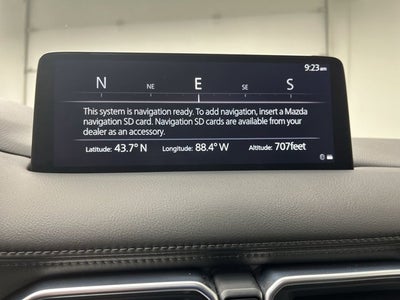 9:23am
N NE E SE S
This system is navigation ready. To add navigation, insert a Mazda
navigation SD card. Navigation SD cards are available from your
dealer as an accessory.
Latitude: 43.7° N Longitude: 88.4° W Altitude: 707feet